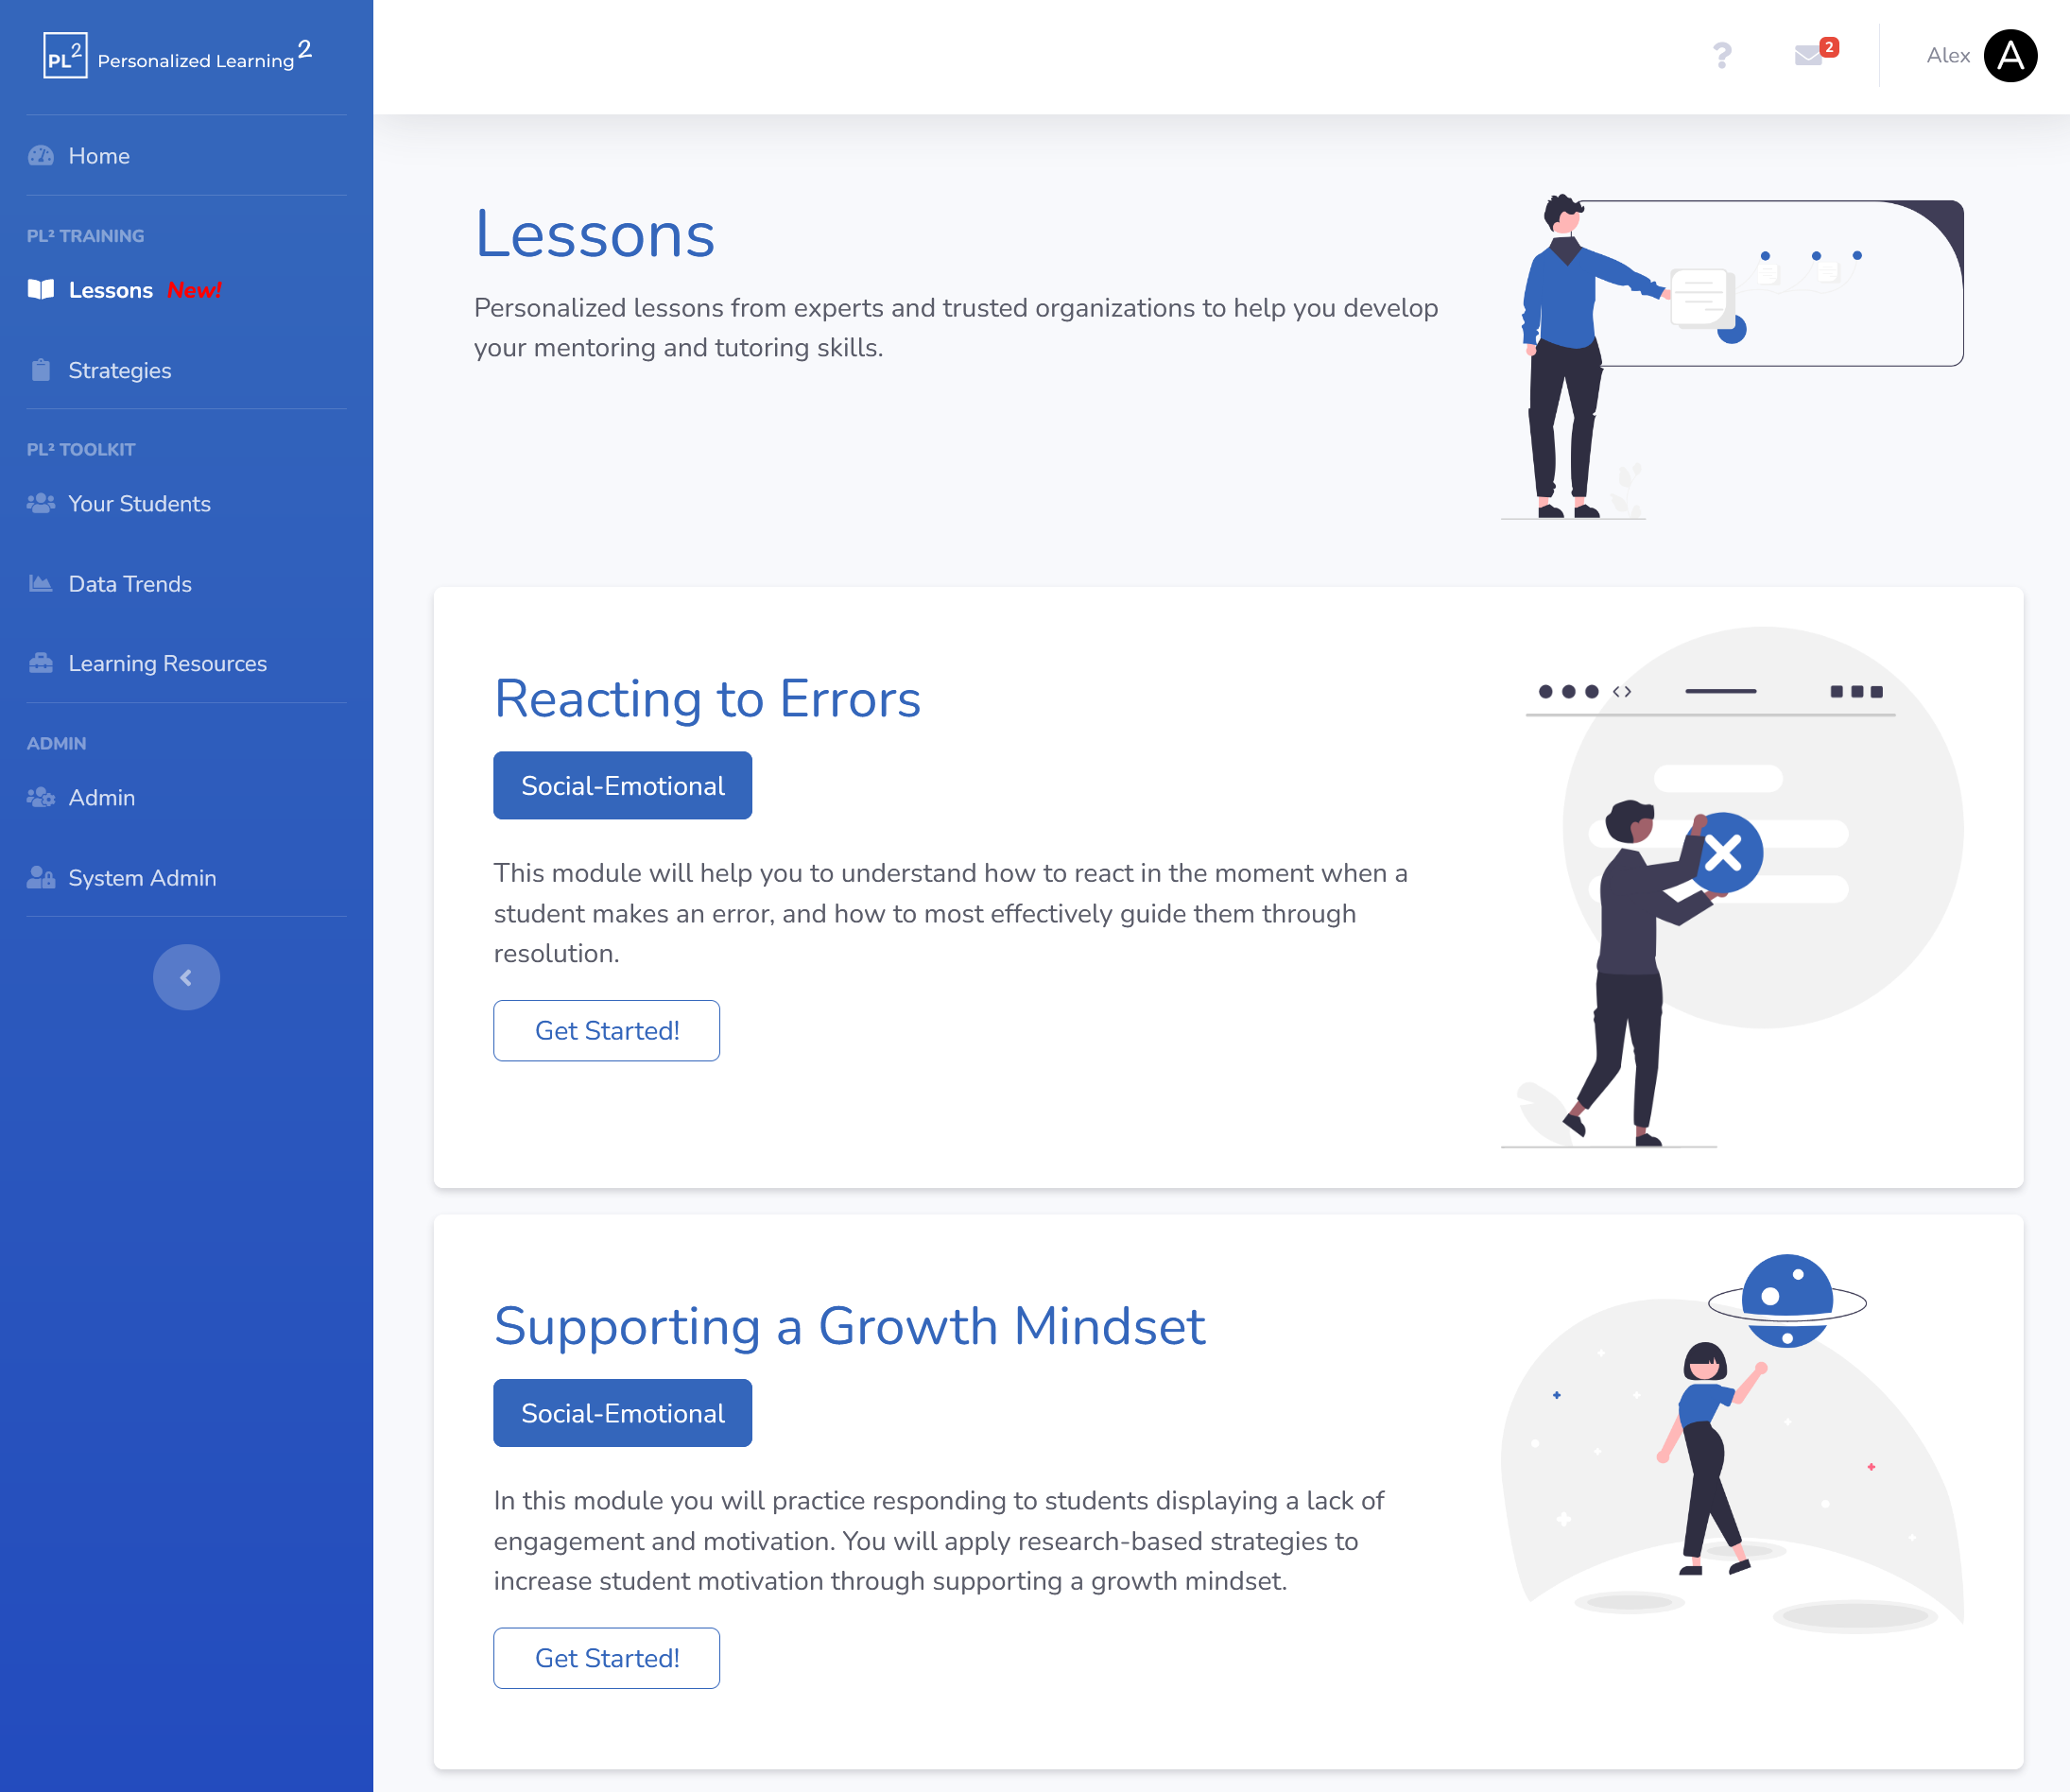 PL² Personalized Learning²
? 2 Alex A
Home
PL² TRAINING
Lessons New!
Strategies
PL² TOOLKIT
Your Students
Data Trends
Learning Resources
ADMIN
Admin
System Admin
Lessons
Personalized lessons from experts and trusted organizations to help you develop
your mentoring and tutoring skills.
Reacting to Errors
Social-Emotional
This module will help you to understand how to react in the moment when a
student makes an error, and how to most effectively guide them through
resolution.
Get Started!
Supporting a Growth Mindset
Social-Emotional
In this module you will practice responding to students displaying a lack of
engagement and motivation. You will apply research-based strategies to
increase student motivation through supporting a growth mindset.
Get Started!